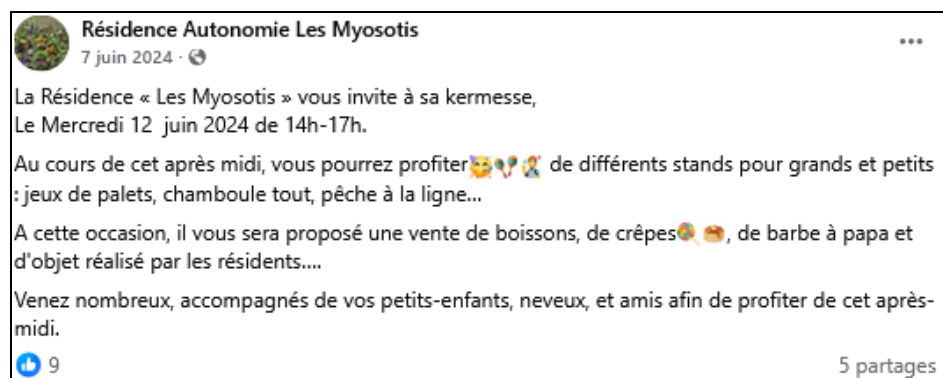 Résidence Autonomie Les Myosotis
7 juin 2024 ·
La Résidence « Les Myosotis » vous invite à sa kermesse,
Le Mercredi 12 juin 2024 de 14h-17h.
Au cours de cet après midi, vous pourrez profiter🥳🪇🕺 de différents stands pour grands et petits
: jeux de palets, chamboule tout, pêche à la ligne...
A cette occasion, il vous sera proposé une vente de boissons, de crêpes🍭🥞, de barbe à papa et
d'objet réalisé par les résidents....
Venez nombreux, accompagnés de vos petits-enfants, neveux, et amis afin de profiter de cet après-
midi.
9
5 partages